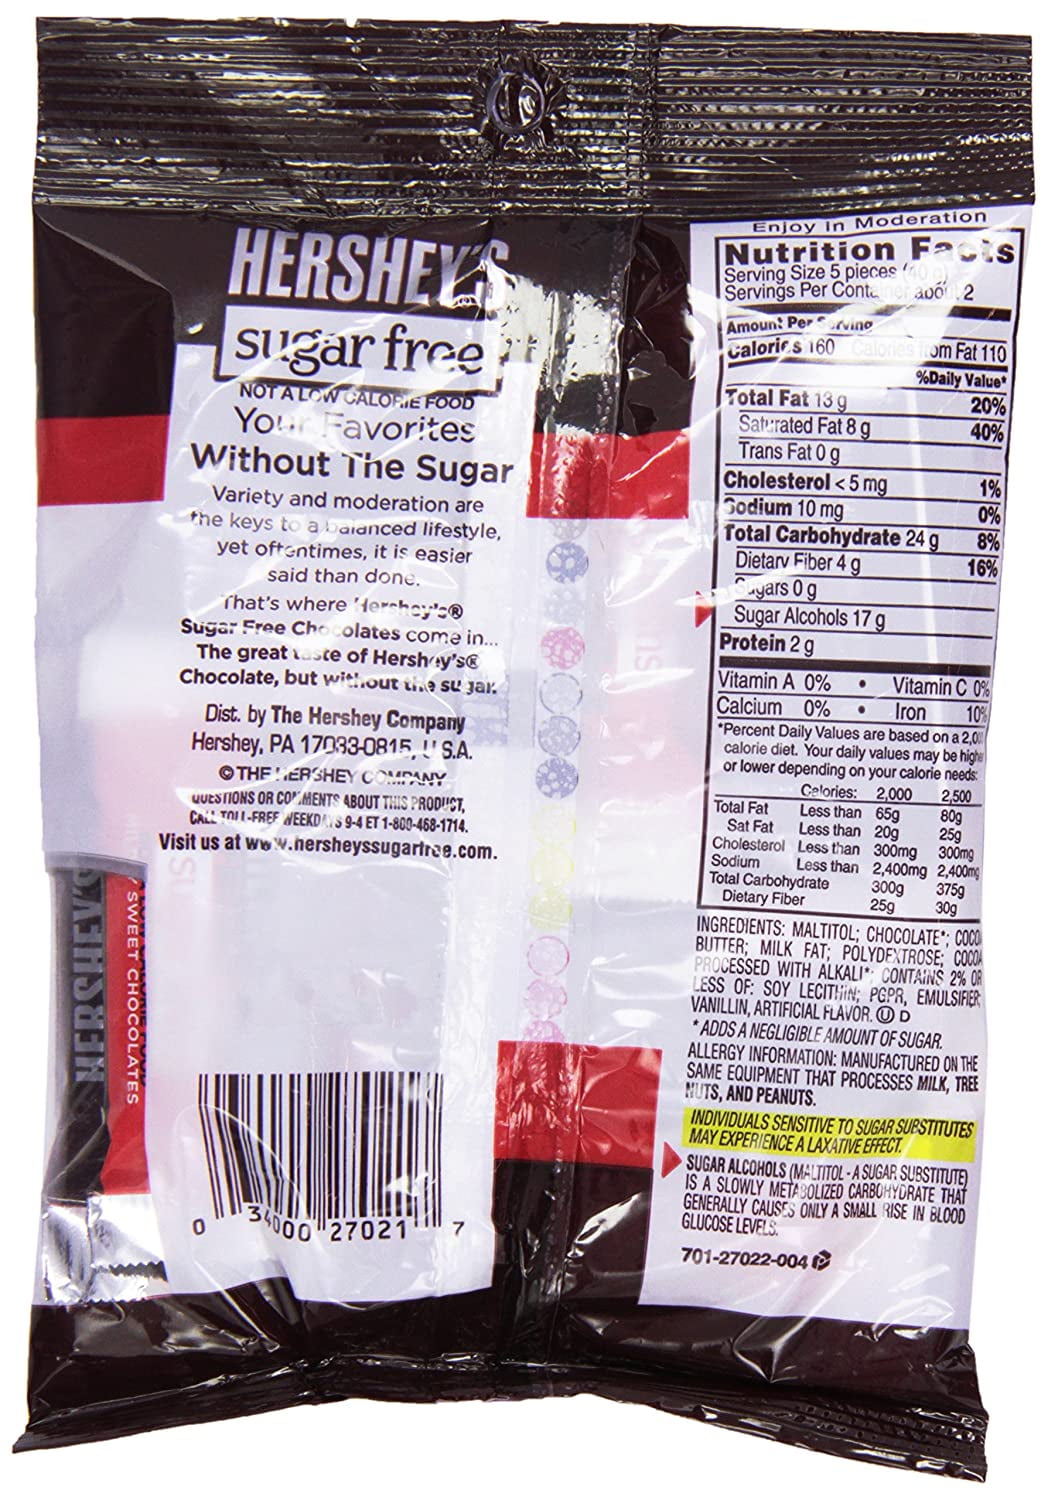 HERSHEY'S
sugar free
NOT A LOW CALORIE FOOD
Your Favorites
Without The Sugar
Variety and moderation are
the keys to a balanced lifestyle,
yet oftentimes, it is easier
said than done.
That's where Hershey's®
Sugar Free Chocolates come in...
The great taste of Hershey's®
Chocolate, but without the sugar.
Dist. by The Hershey Company
Hershey, PA 17033-0815, U.S.A.
© THE HERSHEY COMPANY
QUESTIONS OR COMMENTS ABOUT THIS PRODUCT,
CALL TOLL-FREE WEEKDAYS 9-4 ET 1-800-468-1714.
Visit us at www.hersheyssugarfree.com.
HERSHEY'S
SWEET CHOCOLATES
0 34000 27021 7
Enjoy in Moderation
Nutrition Facts
Serving Size 5 pieces (40 g)
Servings Per Container about 2
Amount Per Serving
Calories 160 Calories from Fat 110
%Daily Value*
Total Fat 13 g 20%
Saturated Fat 8 g 40%
Trans Fat 0 g
Cholesterol < 5 mg 1%
Sodium 10 mg 0%
Total Carbohydrate 24 g 8%
Dietary Fiber 4 g 16%
Sugars 0 g
Sugar Alcohols 17 g
Protein 2 g
Vitamin A 0% • Vitamin C 0%
Calcium 0% • Iron 10%
*Percent Daily Values are based on a 2,000
calorie diet. Your daily values may be higher
or lower depending on your calorie needs:
Calories: 2,000 2,500
Total Fat Less than 65g 80g
Sat Fat Less than 20g 25g
Cholesterol Less than 300mg 300mg
Sodium Less than 2,400mg 2,400mg
Total Carbohydrate 300g 375g
Dietary Fiber 25g 30g
INGREDIENTS: MALTITOL; CHOCOLATE*; COCOA
BUTTER; MILK FAT; POLYDEXTROSE; COCOA
PROCESSED WITH ALKALI*; CONTAINS 2% OR
LESS OF: SOY LECITHIN; PGPR, EMULSIFIER;
VANILLIN, ARTIFICIAL FLAVOR. Ⓤ D
*ADDS A NEGLIGIBLE AMOUNT OF SUGAR.
ALLERGY INFORMATION: MANUFACTURED ON THE
SAME EQUIPMENT THAT PROCESSES MILK, TREE
NUTS, AND PEANUTS.
INDIVIDUALS SENSITIVE TO SUGAR SUBSTITUTES
MAY EXPERIENCE A LAXATIVE EFFECT.
SUGAR ALCOHOLS (MALTITOL - A SUGAR SUBSTITUTE)
IS A SLOWLY METABOLIZED CARBOHYDRATE THAT
GENERALLY CAUSES ONLY A SMALL RISE IN BLOOD
GLUCOSE LEVELS.
701-27022-004